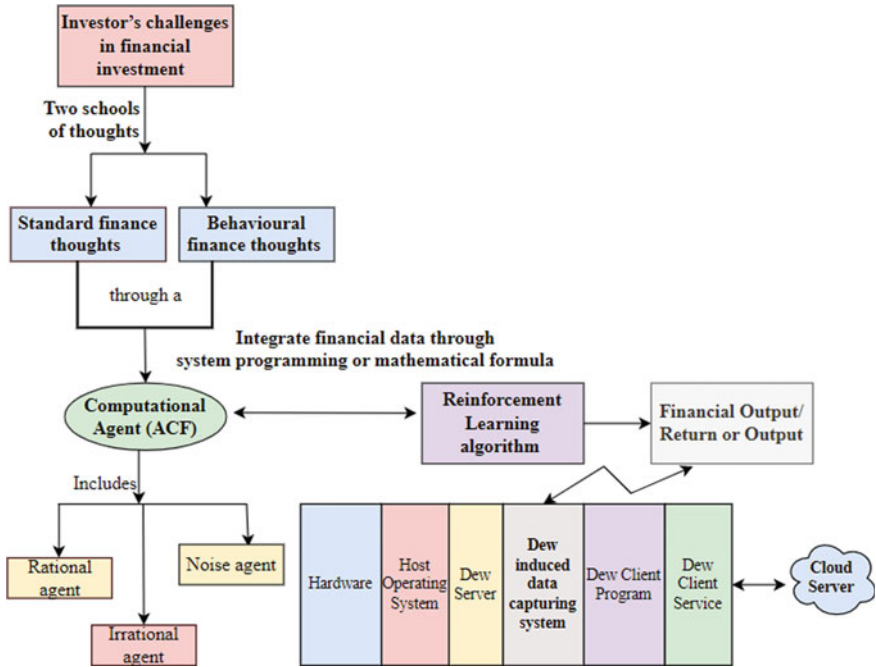 Investor's challenges
in financial
investment
Two schools
of thoughts
Standard finance
thoughts
Behavioural
finance thoughts
through a
Integrate financial data through
system programming or mathematical formula
Computational
Agent (ACF)
Reinforcement
Learning
algorithm
Financial Output/
Return or Output
Includes
Rational
agent
Noise agent
Irrational
agent
Hardware
Host
Operating
System
Dew
Server
Dew
induced
data
capturing
system
Dew Client
Program
Dew
Client
Service
Cloud
Server